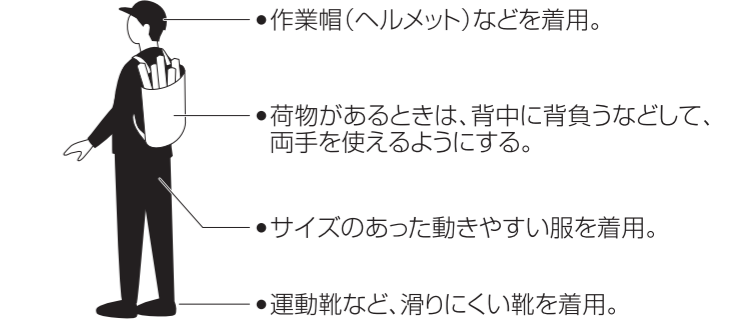 ●作業帽（ヘルメット）などを着用。
●荷物があるときは、背中に背負うなどして、
両手を使えるようにする。
●サイズのあった動きやすい服を着用。
●運動靴など、滑りにくい靴を着用。